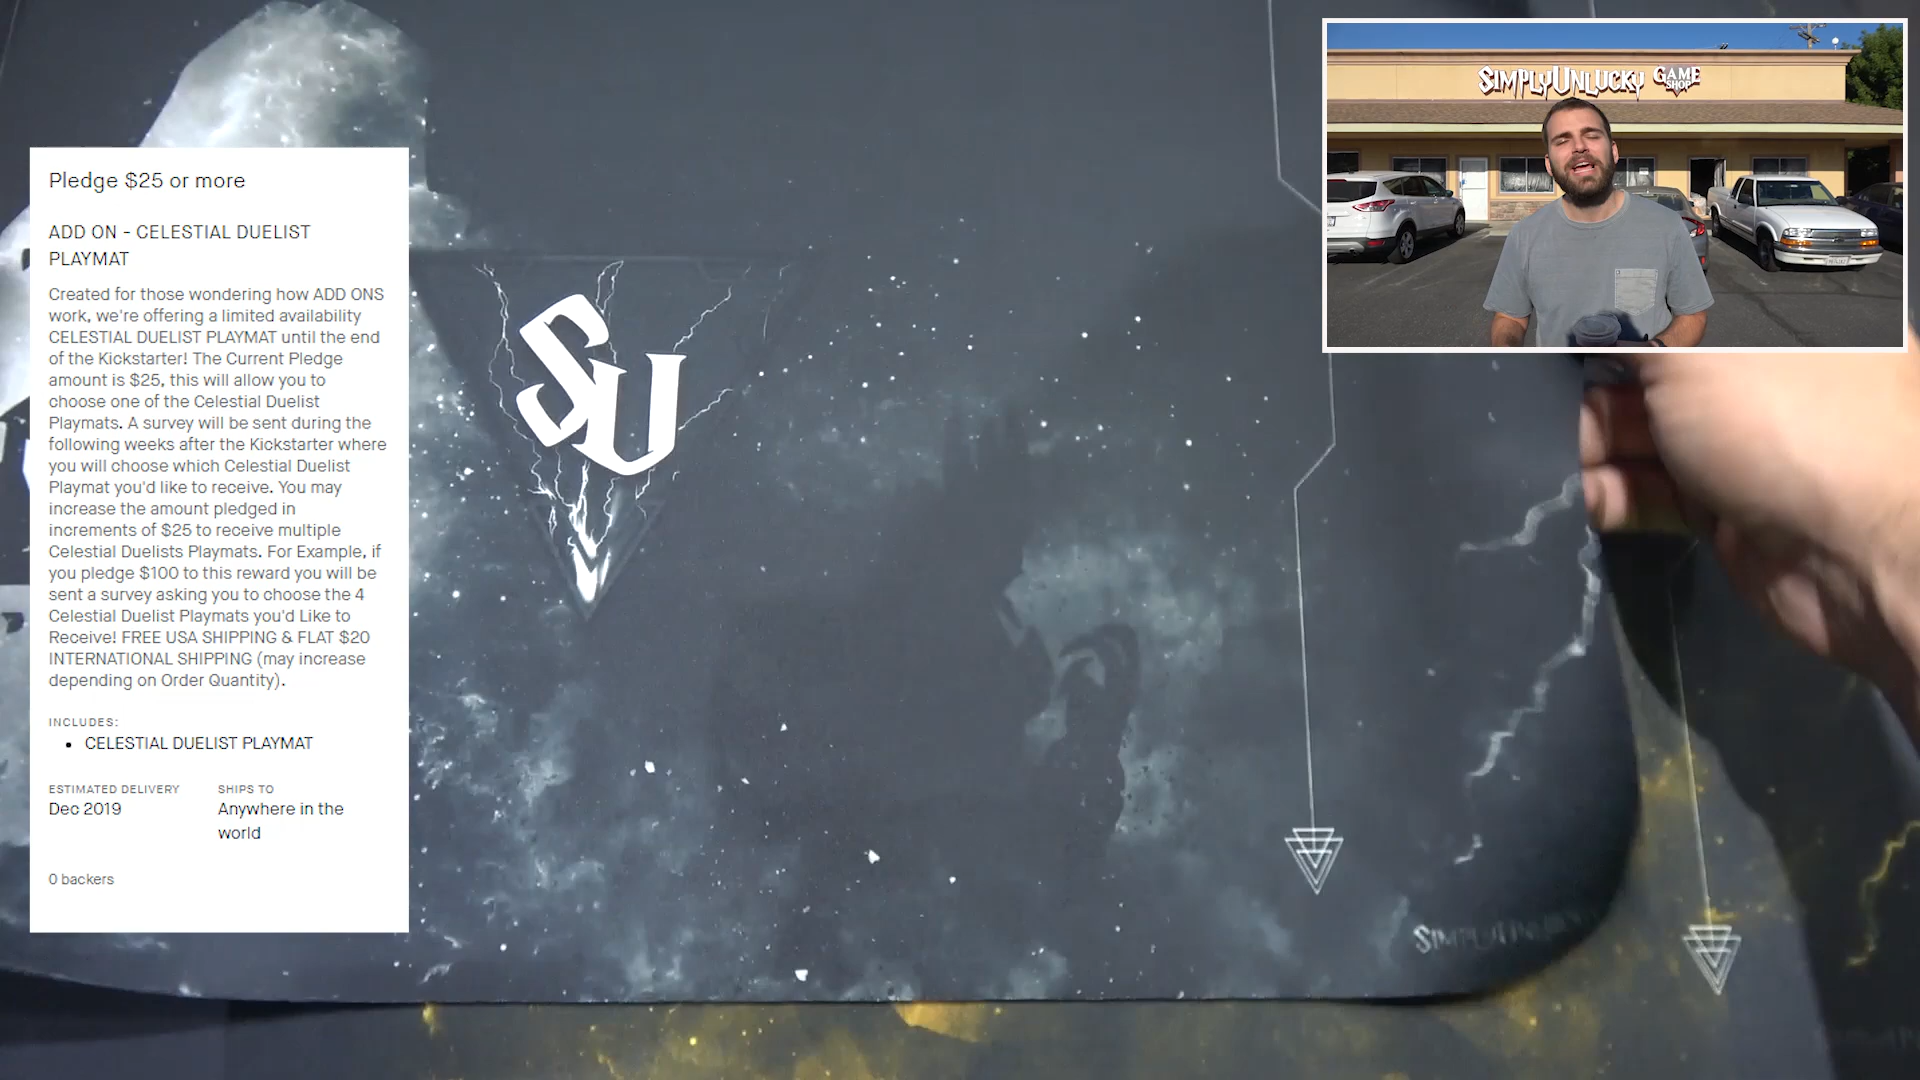 Pledge $25 or more
ADD ON - CELESTIAL DUELIST
PLAYMAT
Created for those wondering how ADD ONS
work, we're offering a limited availability
CELESTIAL DUELIST PLAYMAT until the end
of the Kickstarter! The Current Pledge
amount is $25, this will allow you to
choose one of the Celestial Duelist
Playmats. A survey will be sent during the
following weeks after the Kickstarter where
you will choose which Celestial Duelist
Playmat you'd like to receive. You may
increase the amount pledged in
increments of $25 to receive multiple
Celestial Duelists Playmats. For Example, if
you pledge $100 to this reward you will be
sent a survey asking you to choose the 4
Celestial Duelist Playmats you'd Like to
Receive! FREE USA SHIPPING & FLAT $20
INTERNATIONAL SHIPPING (may increase
depending on Order Quantity).
INCLUDES:
• CELESTIAL DUELIST PLAYMAT
ESTIMATED DELIVERY
Dec 2019
SHIPS TO
Anywhere in the
world
0 backers
SU
SIMPLYUNLUCKY GAME
SHOP